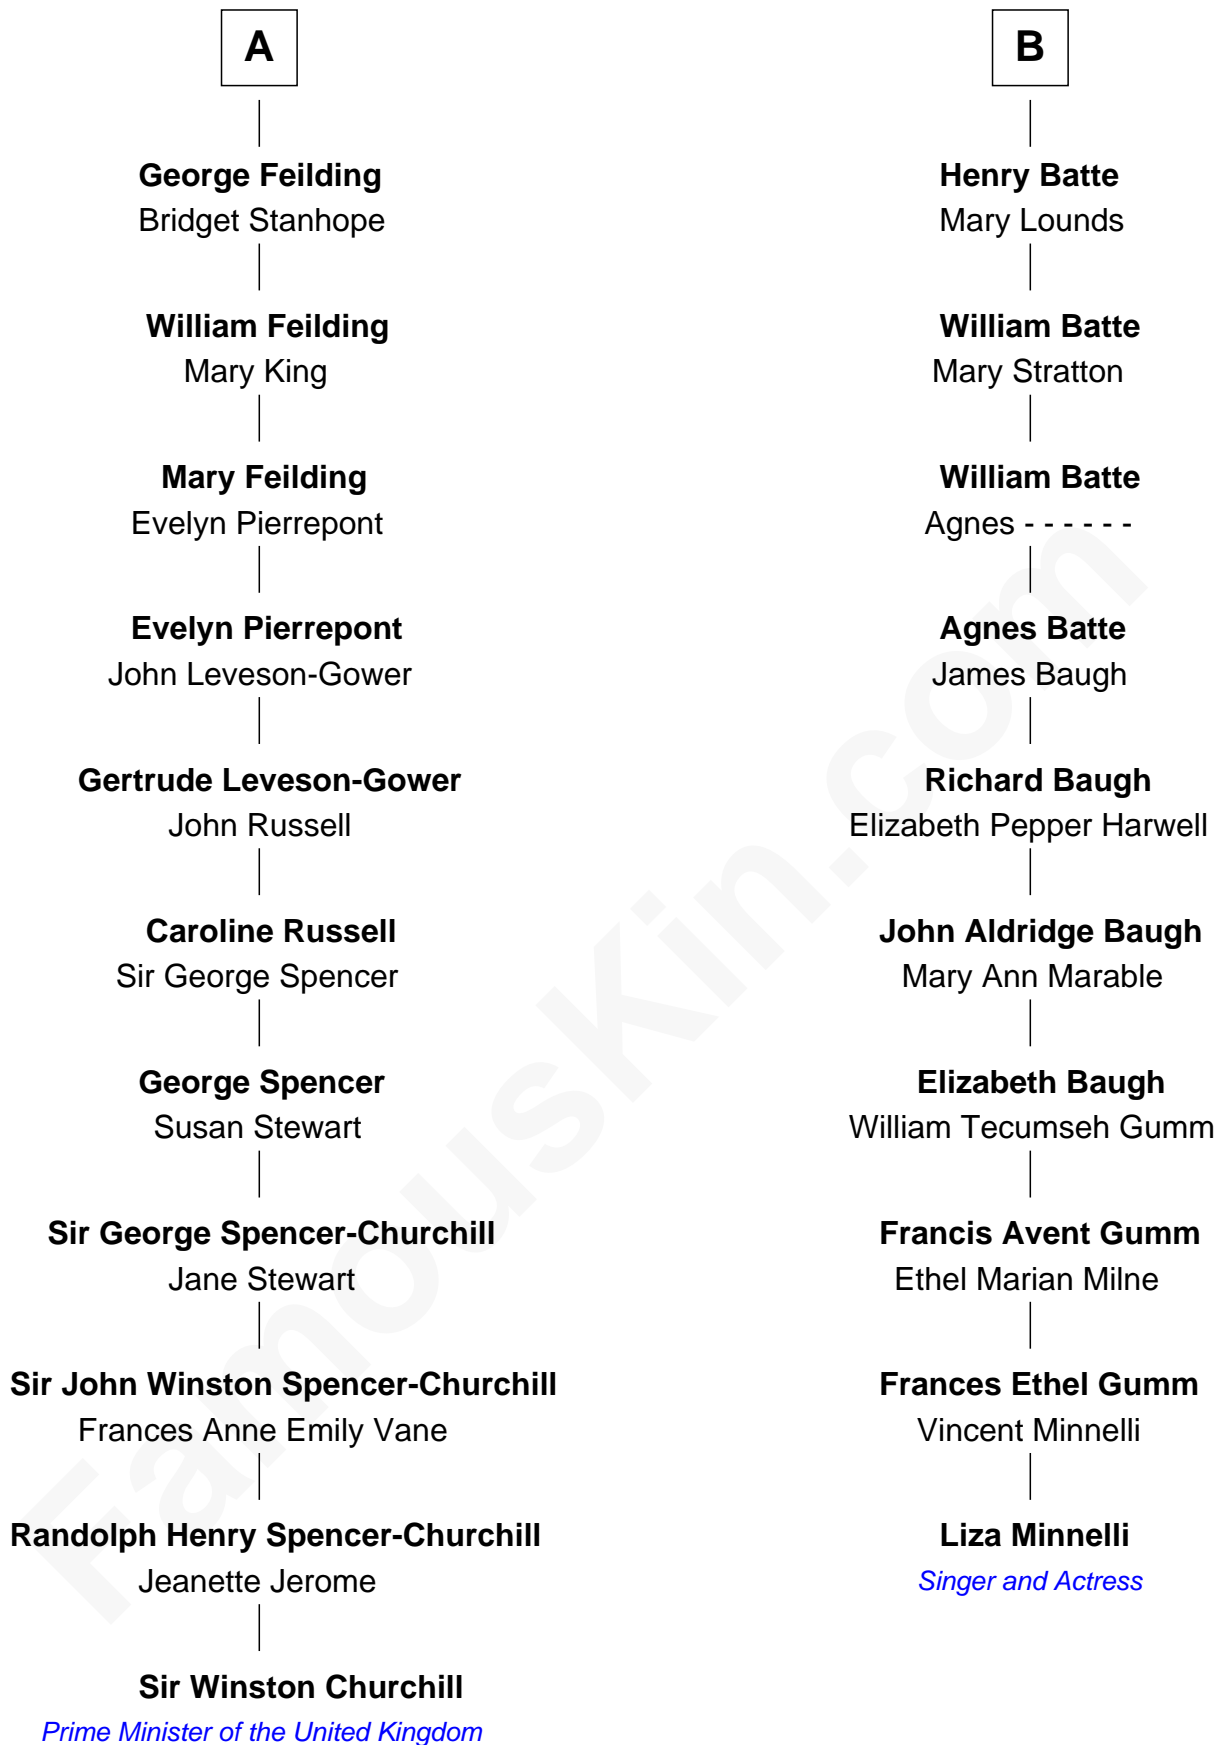 A
George Feilding
Bridget Stanhope
William Feilding
Mary King
Mary Feilding
Evelyn Pierrepont
Evelyn Pierrepont
John Leveson-Gower
Gertrude Leveson-Gower
John Russell
Caroline Russell
Sir George Spencer
George Spencer
Susan Stewart
Sir George Spencer-Churchill
Jane Stewart
Sir John Winston Spencer-Churchill
Frances Anne Emily Vane
Randolph Henry Spencer-Churchill
Jeanette Jerome
Sir Winston Churchill
Prime Minister of the United Kingdom
B
Henry Batte
Mary Lounds
William Batte
Mary Stratton
William Batte
Agnes - - - - - -
Agnes Batte
James Baugh
Richard Baugh
Elizabeth Pepper Harwell
John Aldridge Baugh
Mary Ann Marable
Elizabeth Baugh
William Tecumseh Gumm
Francis Avent Gumm
Ethel Marian Milne
Frances Ethel Gumm
Vincent Minnelli
Liza Minnelli
Singer and Actress
FamousKin.com